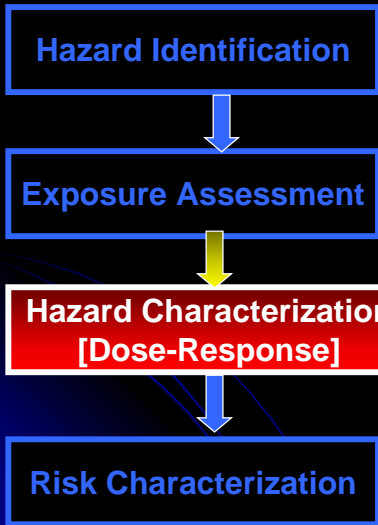 Hazard Identification
Exposure Assessment
Hazard Characterization
[Dose-Response]
Risk Characterization